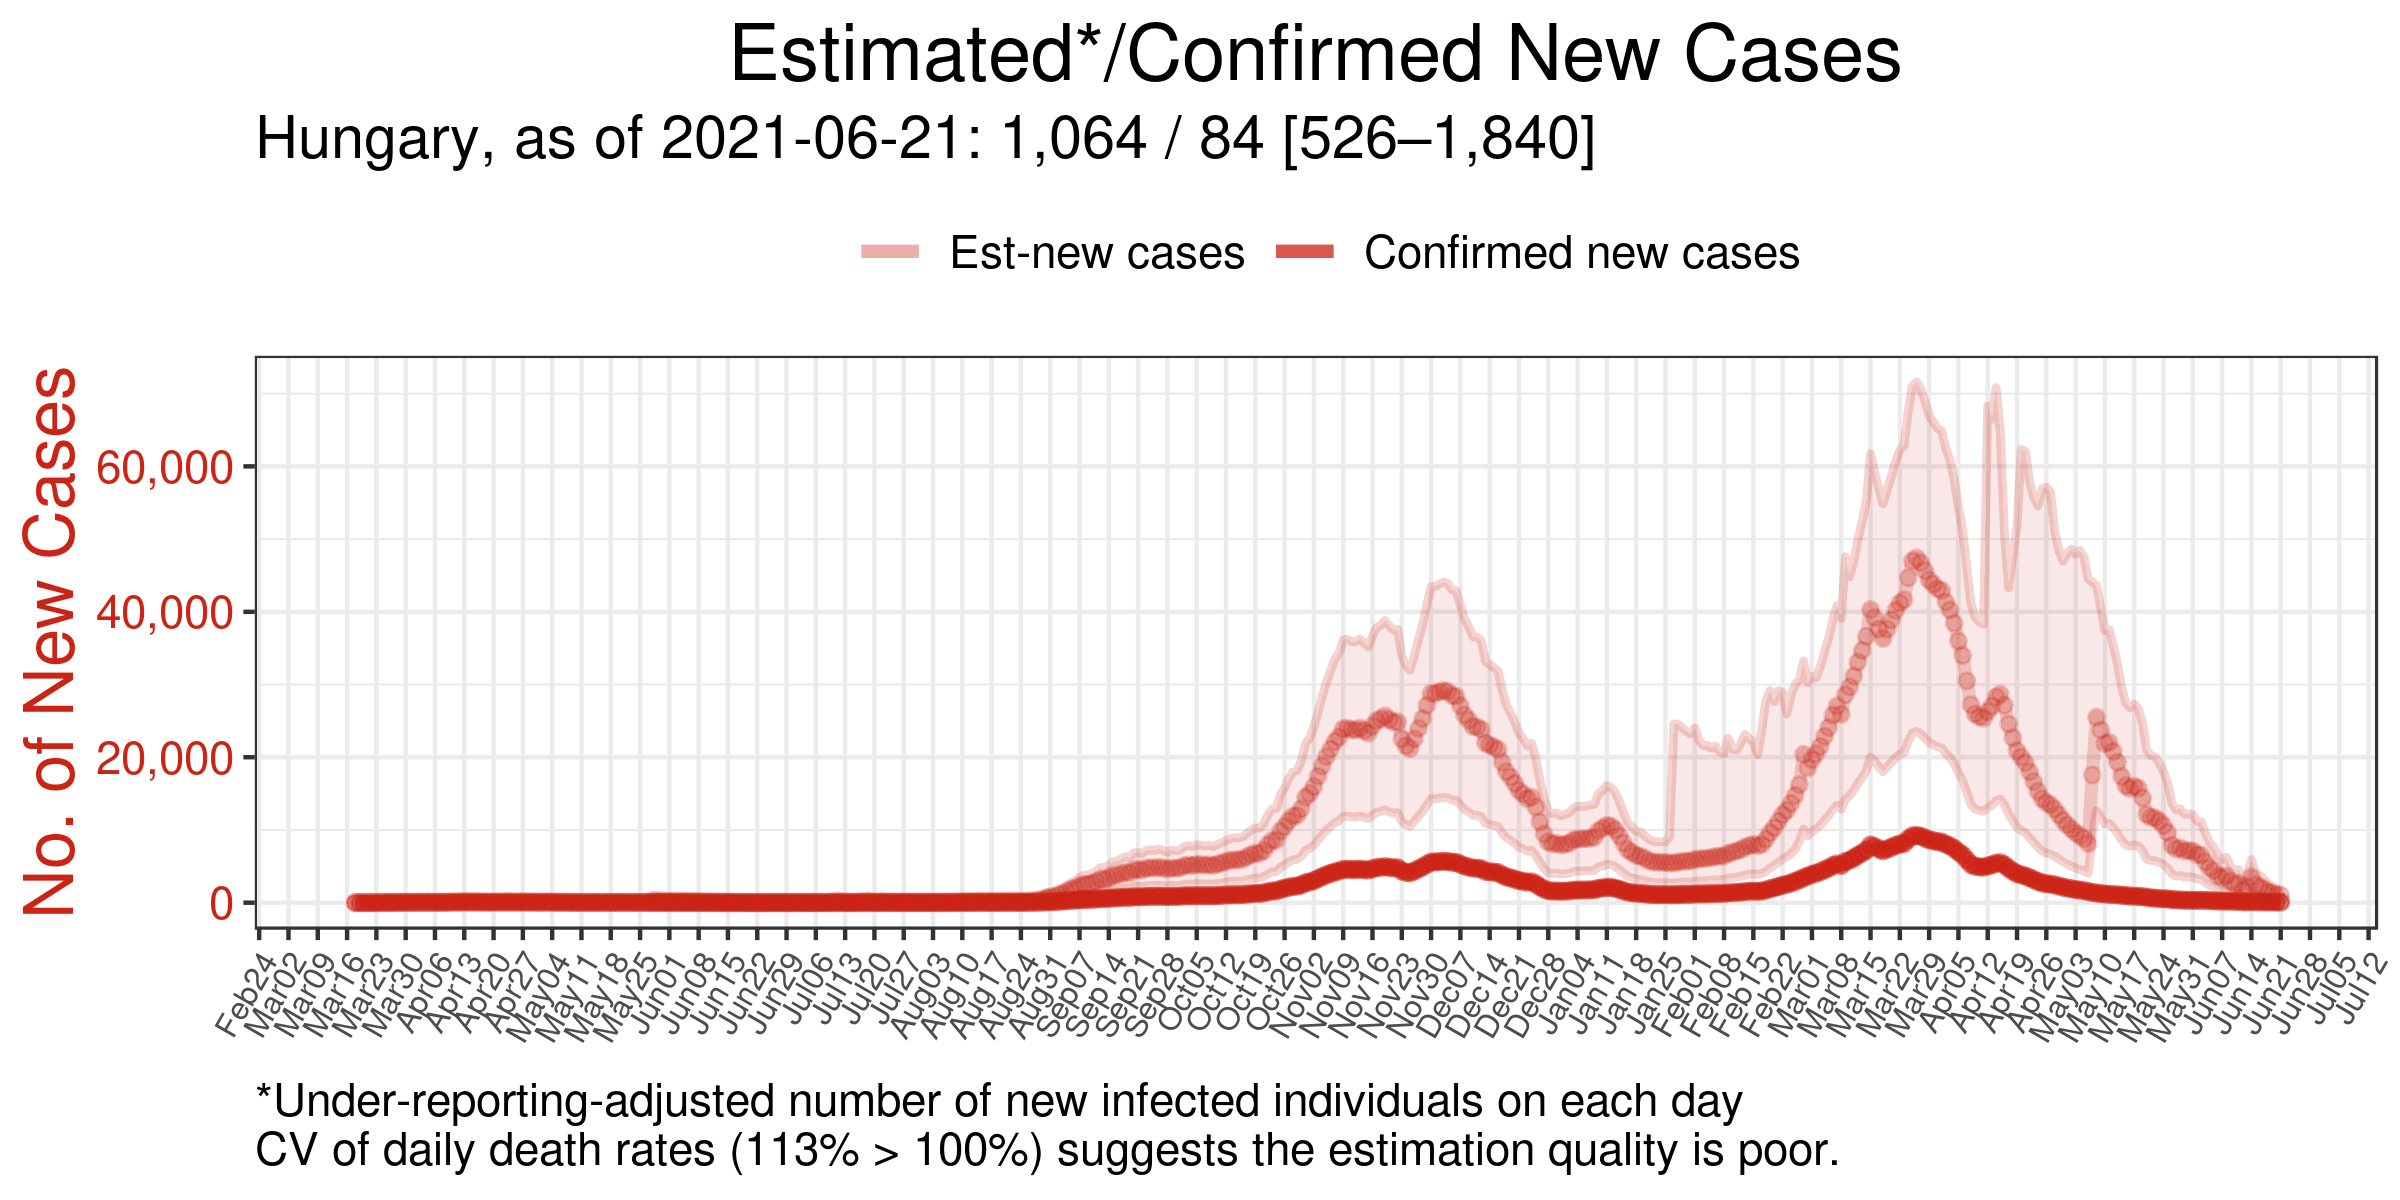 Estimated*/Confirmed New Cases
Hungary, as of 2021-06-21: 1,064 / 84 [526–1,840]
Est-new cases Confirmed new cases
No. of New Cases
60,000
40,000
20,000
0
Feb24 Mar02 Mar09 Mar16 Mar23 Mar30 Apr06 Apr13 Apr20 Apr27 May04 May11 May18 May25 Jun01 Jun08 Jun15 Jun22 Jun29 Jul06 Jul13 Jul20 Jul27 Aug03 Aug10 Aug17 Aug24 Aug31 Sep07 Sep14 Sep21 Sep28 Oct05 Oct12 Oct19 Oct26 Nov02 Nov09 Nov16 Nov23 Nov30 Dec07 Dec14 Dec21 Dec28 Jan04 Jan11 Jan18 Jan25 Feb01 Feb08 Feb15 Feb22 Mar01 Mar08 Mar15 Mar22 Mar29 Apr05 Apr12 Apr19 Apr26 May03 May10 May17 May24 May31 Jun07 Jun14 Jun21 Jun28 Jul05 Jul12
*Under-reporting-adjusted number of new infected individuals on each day
CV of daily death rates (113% > 100%) suggests the estimation quality is poor.